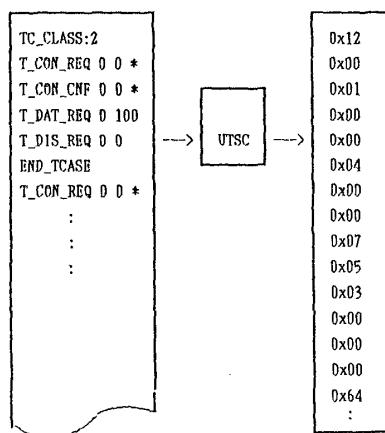 TC_CLASS:2
T_CON_REQ 0 0 *
T_CON_CNF 0 0 *
T_DAT_REQ 0 100
T_DIS_REQ 0 0
END_TCASE
T_CON_REQ 0 0 *
:
:
:
--->
UTSC
--->
0x12
0x00
0x01
0x00
0x00
0x04
0x00
0x00
0x07
0x05
0x03
0x00
0x00
0x00
0x64
: